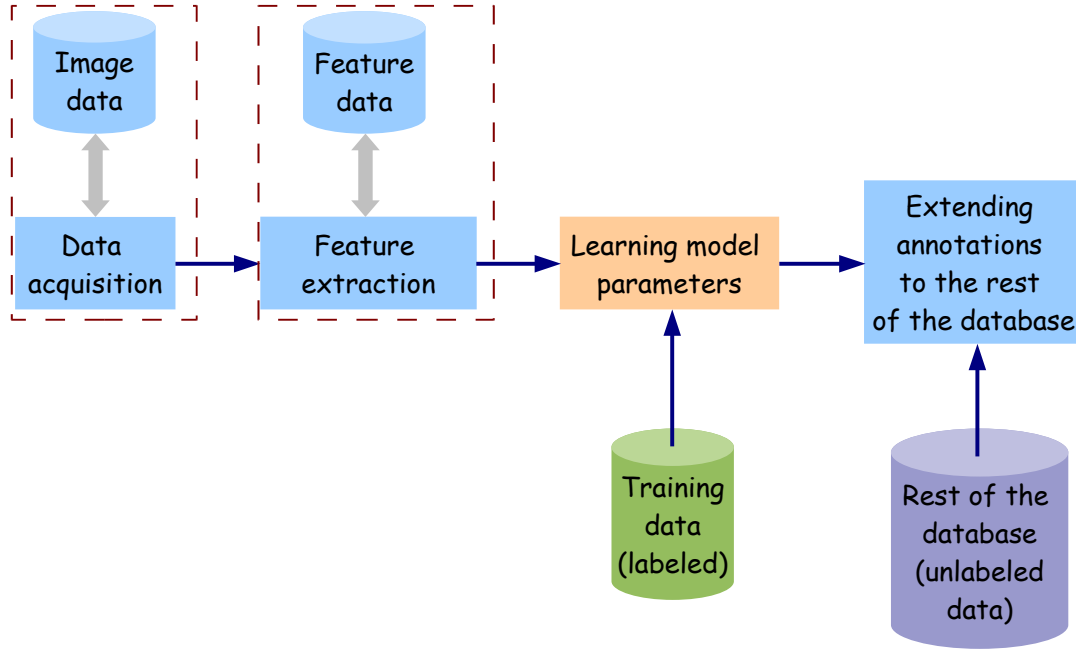 Image
data
Feature
data
Data
acquisition
Feature
extraction
Learning model
parameters
Extending
annotations
to the rest
of the database
Training
data
(labeled)
Rest of the
database
(unlabeled
data)